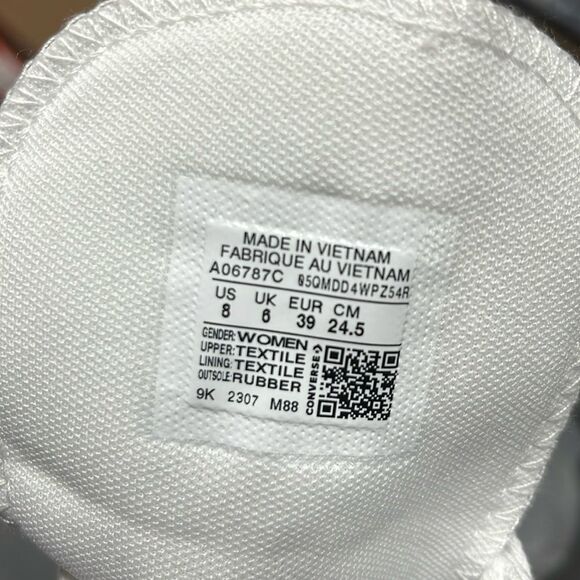 MADE IN VIETNAM
FABRIQUE AU VIETNAM
A06787C 05QMDD4WPZ54R
US UK EUR CM
8 6 39 24.5
GENDER: WOMEN
UPPER: TEXTILE
LINING: TEXTILE
OUTSOLE: RUBBER
9K 2307 M88
CONVERSE